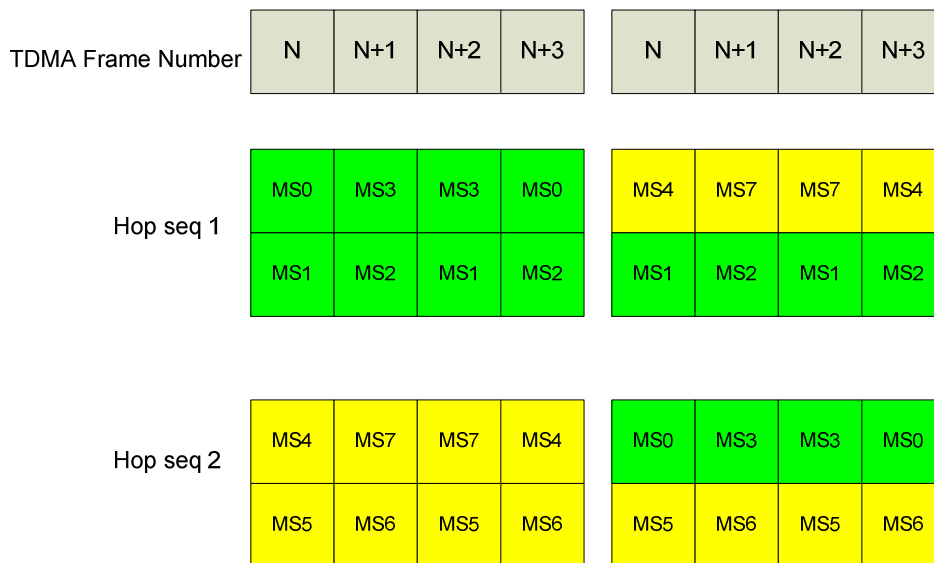 TDMA Frame Number N N+1 N+2 N+3 N N+1 N+2 N+3
Hop seq 1
MS0 MS3 MS3 MS0 MS4 MS7 MS7 MS4
MS1 MS2 MS1 MS2 MS1 MS2 MS1 MS2
Hop seq 2
MS4 MS7 MS7 MS4 MS0 MS3 MS3 MS0
MS5 MS6 MS5 MS6 MS5 MS6 MS5 MS6